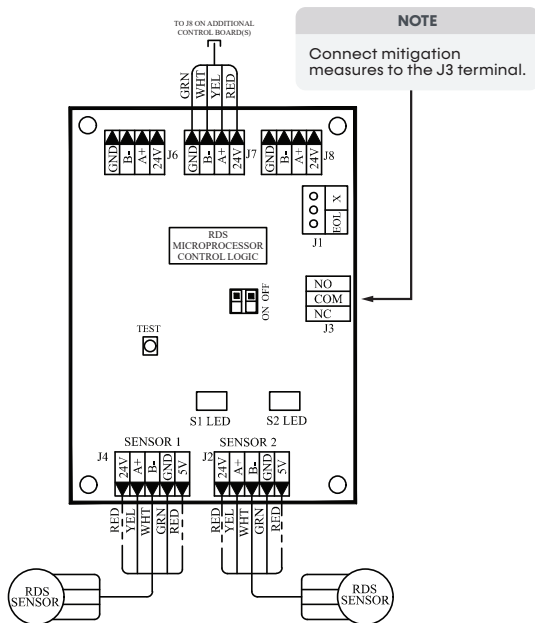 TO J8 ON ADDITIONAL
CONTROL BOARD(S)
NOTE
Connect mitigation
measures to the J3 terminal.
GRN
WHT
YEL
RED
GND
B-
A+
24V
J6
GND
B-
A+
24V
J7
GND
B-
A+
24V
J8
X
EOL
J1
RDS
MICROPROCESSOR
CONTROL LOGIC
ON OFF
NO
COM
NC
J3
TEST
S1 LED
S2 LED
SENSOR 1
SENSOR 2
J4
24V
A+
B-
GND
5V
J2
24V
A+
B-
GND
5V
RED
YEL
WHT
GRN
RED
RED
YEL
WHT
GRN
RED
RDS
SENSOR
RDS
SENSOR